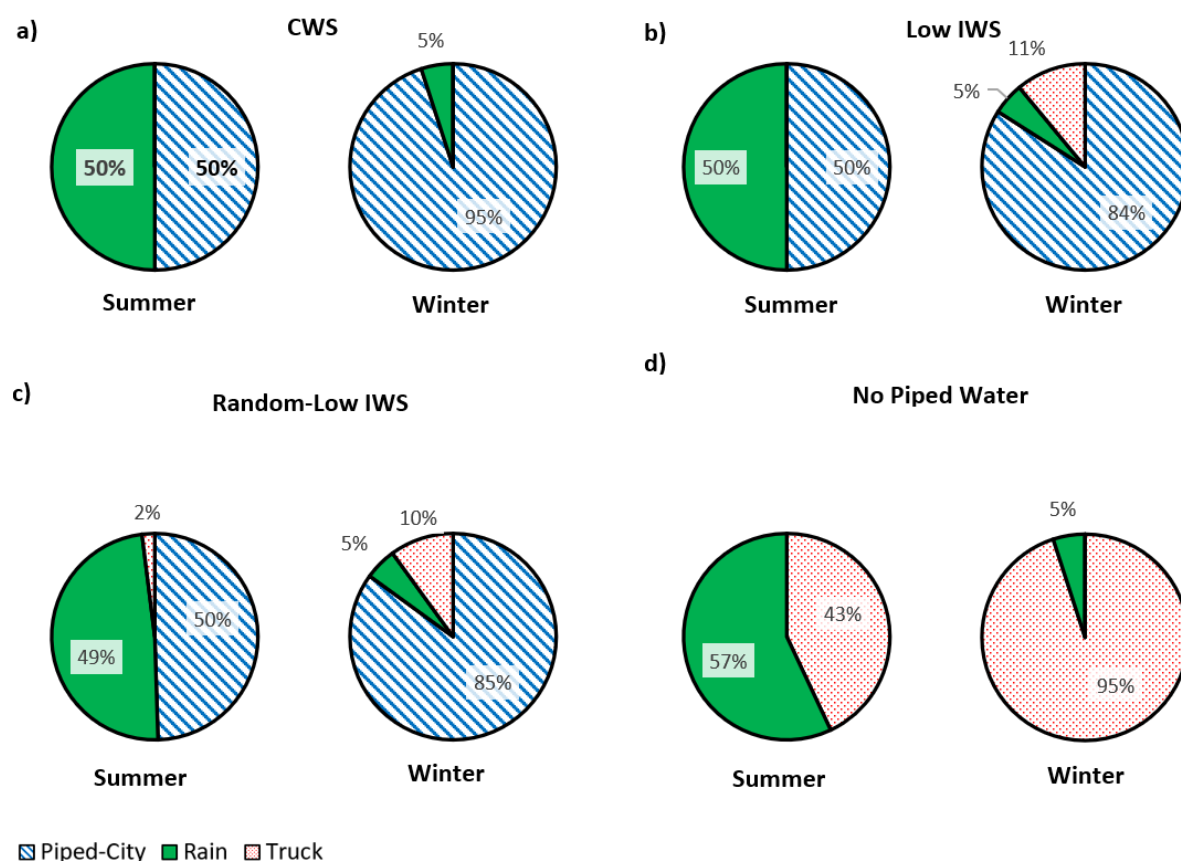 a)
CWS
5%
50%
50%
95%
Summer
Winter
b)
Low IWS
11%
5%
50%
50%
84%
Summer
Winter
c)
Random-Low IWS
2%
49%
50%
5%
10%
85%
Summer
Winter
d)
No Piped Water
57%
43%
5%
95%
Summer
Winter
Piped-City Rain Truck